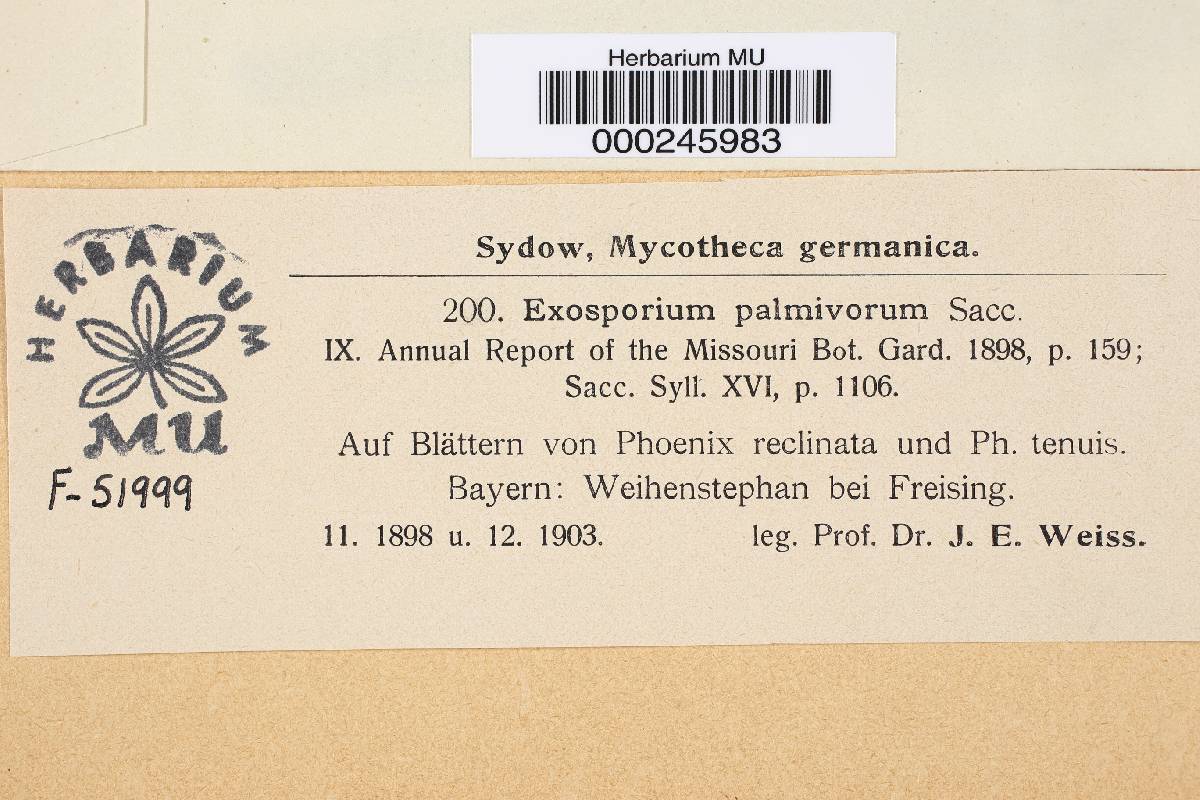 Herbarium MU
000245983
HERBARIUM
MU
F-51999
Sydow, Mycotheca germanica.
200. Exosporium palmivorum Sacc.
IX. Annual Report of the Missouri Bot. Gard. 1898, p. 159;
Sacc. Syll. XVI, p. 1106.
Auf Blättern von Phoenix reclinata und Ph. tenuis.
Bayern: Weihenstephan bei Freising.
11. 1898 u. 12. 1903. leg. Prof. Dr. J. E. Weiss.